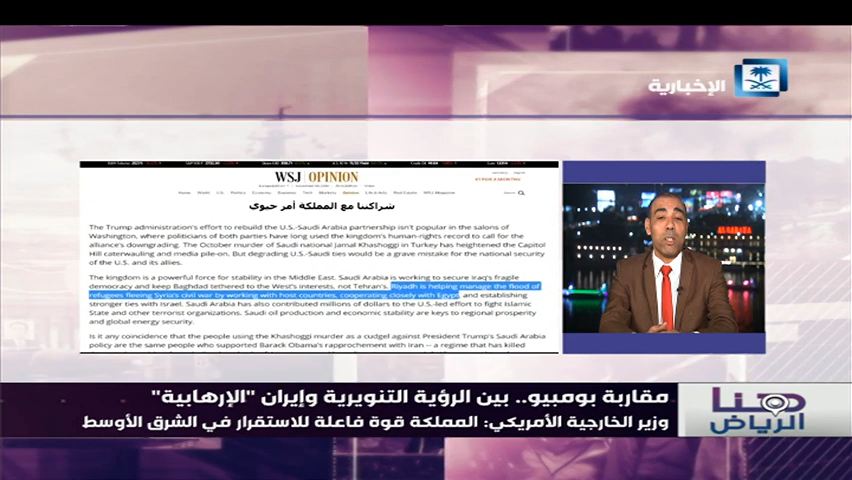 الإخبارية
WSJ OPINION
شراكتنا مع المملكة أمر حيوي
The Trump administration's effort to rebuild the U.S.-Saudi Arabia partnership isn't popular in the salons of
Washington, where politicians of both parties have long used the kingdom's human-rights record to call for the
alliance's downgrading. The October murder of Saudi national Jamal Khashoggi in Turkey has heightened the Capitol
Hill caterwauling and media pile-on. But degrading U.S.-Saudi ties would be a grave mistake for the national security
of the U.S. and its allies.
The kingdom is a powerful force for stability in the Middle East. Saudi Arabia is working to secure Iraq's fragile
democracy and keep Baghdad tethered to the West's interests, not Tehran's. Riyadh is helping manage the flood of
refugees fleeing Syria's civil war by working with host countries, cooperating closely with Egypt, and establishing
stronger ties with Israel. Saudi Arabia has also contributed millions of dollars to the U.S.-led effort to fight Islamic
State and other terrorist organizations. Saudi oil production and economic stability are keys to regional prosperity
and global energy security.
Is it any coincidence that the people using the Khashoggi murder as a cudgel against President Trump's Saudi Arabia
policy are the same people who supported Barack Obama's rapprochement with Iran -- a regime that has killed
مقاربة بومبيو.. بين الرؤية التنويرية وإيران "الإرهابية"
وزير الخارجية الأمريكي: المملكة قوة فاعلة للاستقرار في الشرق الأوسط
هنا
الرياض